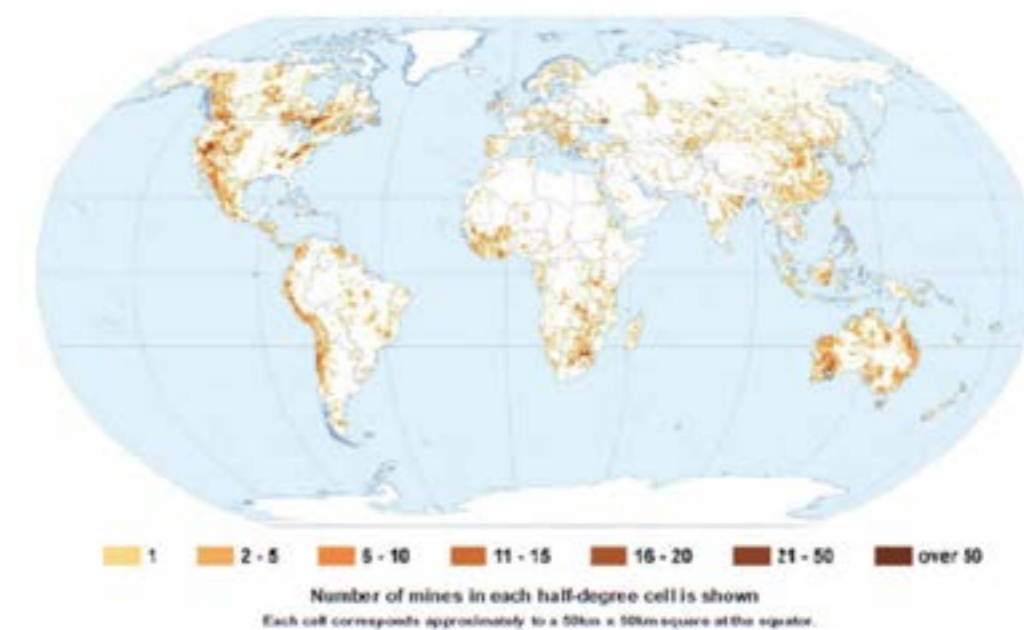 1 2 - 5 6 - 10 11 - 15 16 - 20 21 - 50 over 50
Number of mines in each half-degree cell is shown
Each cell corresponds approximately to a 50km x 50km square at the equator.